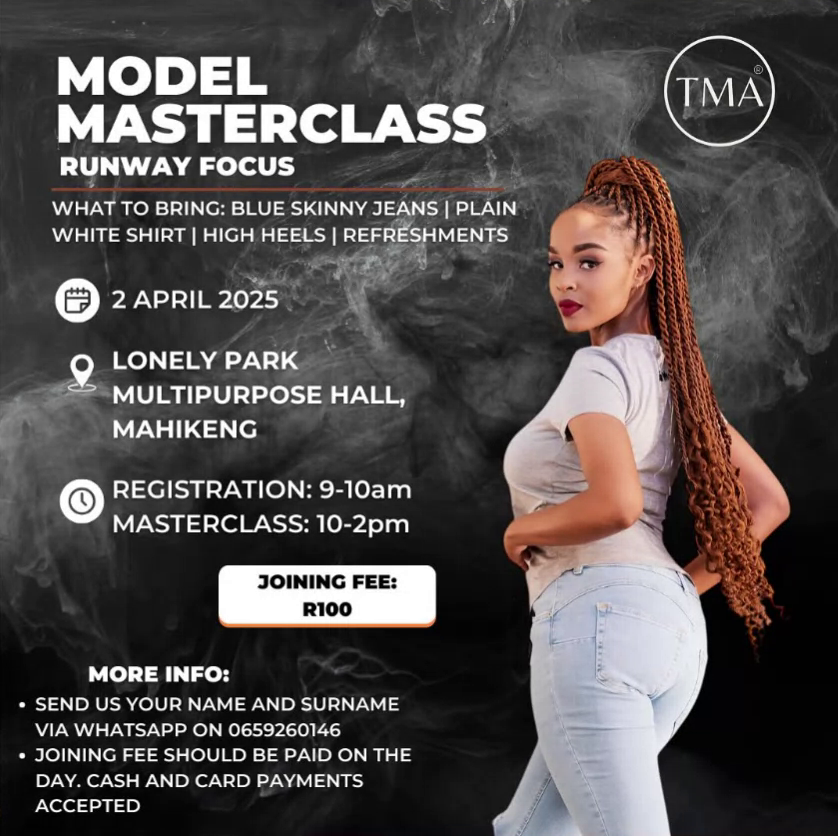 MODEL
MASTERCLASS
RUNWAY FOCUS
TMA®
WHAT TO BRING: BLUE SKINNY JEANS | PLAIN
WHITE SHIRT | HIGH HEELS | REFRESHMENTS
2 APRIL 2025
LONELY PARK
MULTIPURPOSE HALL,
MAHIKENG
REGISTRATION: 9-10am
MASTERCLASS: 10-2pm
JOINING FEE:
R100
MORE INFO:
• SEND US YOUR NAME AND SURNAME
VIA WHATSAPP ON 0659260146
• JOINING FEE SHOULD BE PAID ON THE
DAY. CASH AND CARD PAYMENTS
ACCEPTED